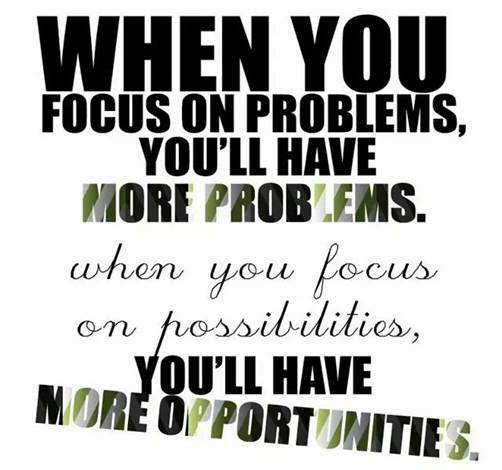 WHEN YOU
FOCUS ON PROBLEMS,
YOU'LL HAVE
MORE PROBLEMS.
when you focus
on possibilities,
YOU'LL HAVE
MORE OPPORTUNITIES.